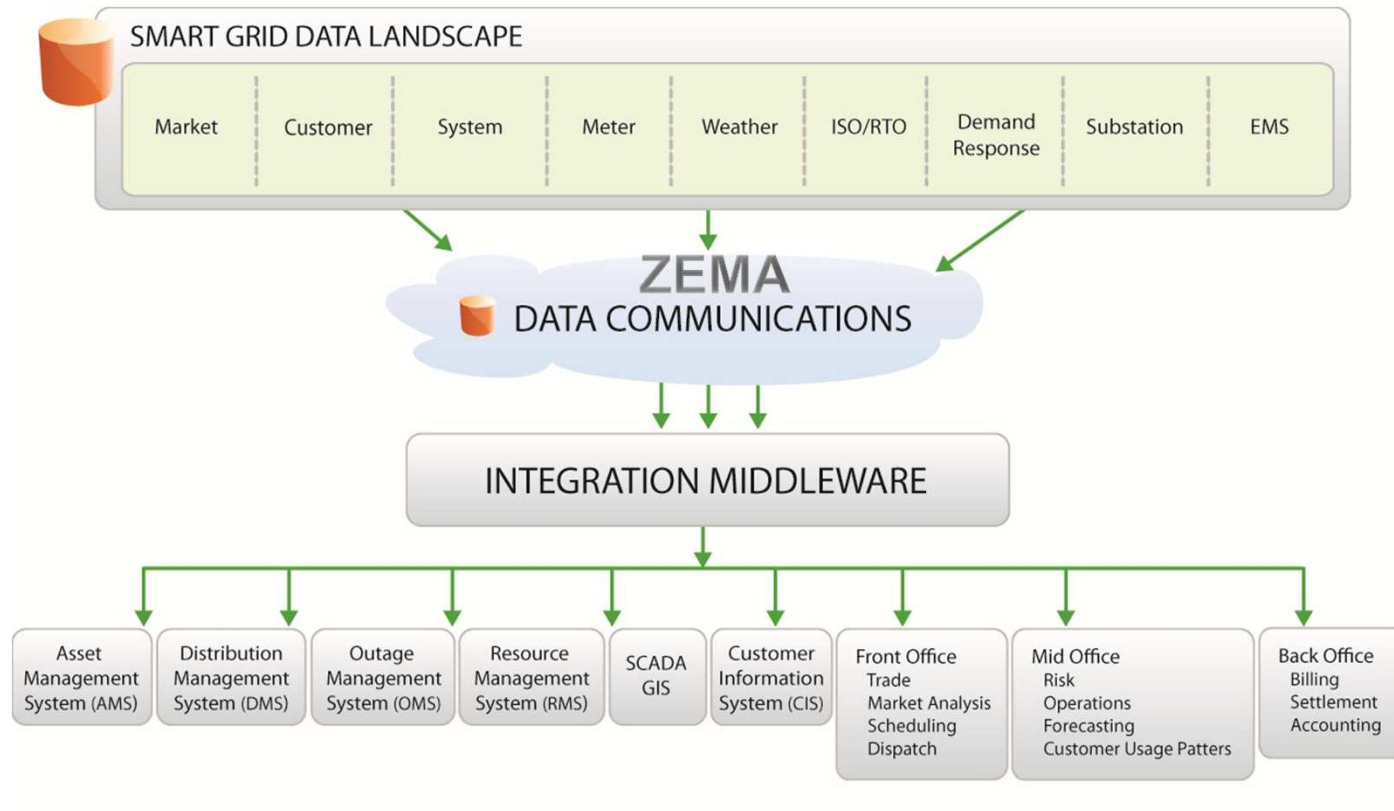 SMART GRID DATA LANDSCAPE
Market
Customer
System
Meter
Weather
ISO/RTO
Demand
Response
Substation
EMS
ZEMA
DATA COMMUNICATIONS
INTEGRATION MIDDLEWARE
Asset
Management
System (AMS)
Distribution
Management
System (DMS)
Outage
Management
System (OMS)
Resource
Management
System (RMS)
SCADA
GIS
Customer
Information
System (CIS)
Front Office
Trade
Market Analysis
Scheduling
Dispatch
Mid Office
Risk
Operations
Forecasting
Customer Usage Patters
Back Office
Billing
Settlement
Accounting